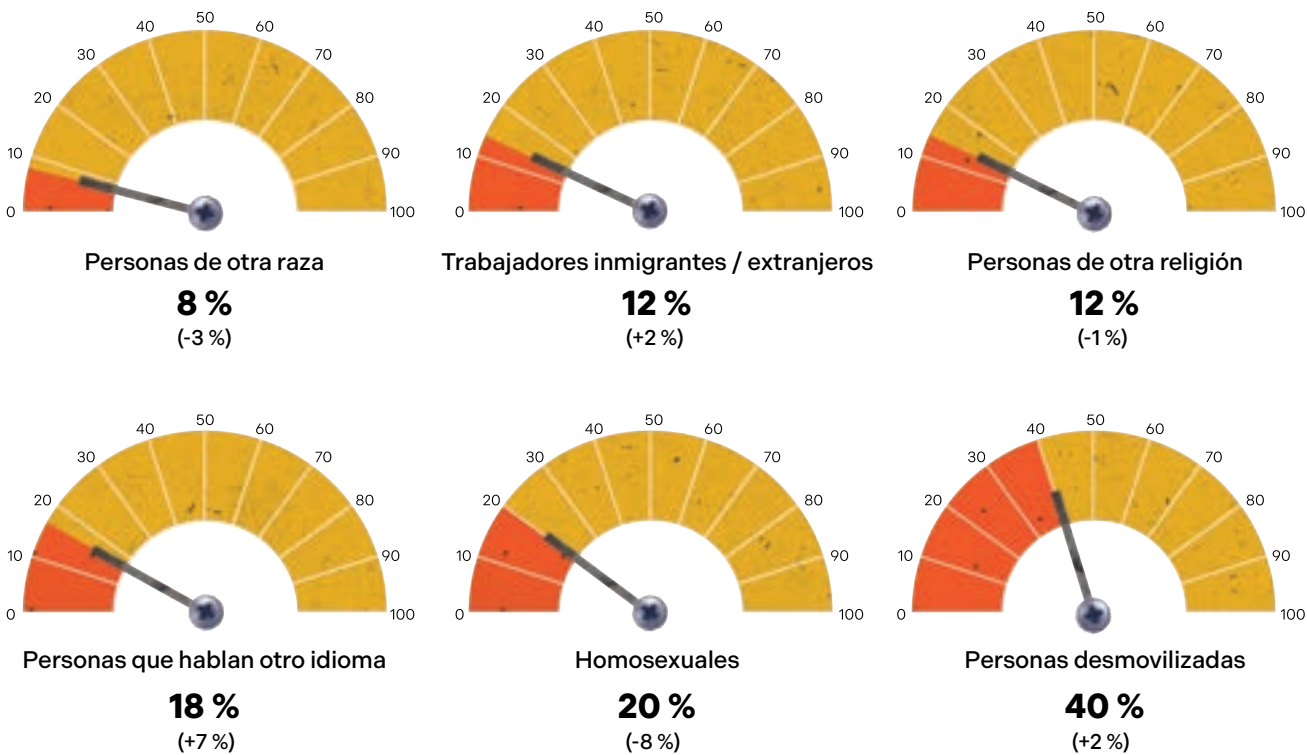 0 10 20 30 40 50 60 70 80 90 100
Personas de otra raza
8 %
(-3 %)
0 10 20 30 40 50 60 70 80 90 100
Trabajadores inmigrantes / extranjeros
12 %
(+2 %)
0 10 20 30 40 50 60 70 80 90 100
Personas de otra religión
12 %
(-1 %)
0 10 20 30 40 50 60 70 80 90 100
Personas que hablan otro idioma
18 %
(+7 %)
0 10 20 30 40 50 60 70 80 90 100
Homosexuales
20 %
(-8 %)
0 10 20 30 40 50 60 70 80 90 100
Personas desmovilizadas
40 %
(+2 %)